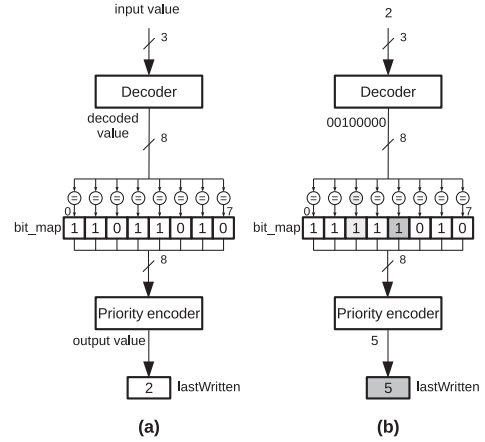 input value
3
Decoder
decoded
value
8
= = = = = = = =
0 7
bit_map 1 1 0 1 1 0 1 0
8
Priority encoder
output value
2 lastWritten
(a)
2
3
Decoder
00100000
8
= = = = = = = =
0 7
bit_map 1 1 1 1 1 0 1 0
8
Priority encoder
5
5 lastWritten
(b)